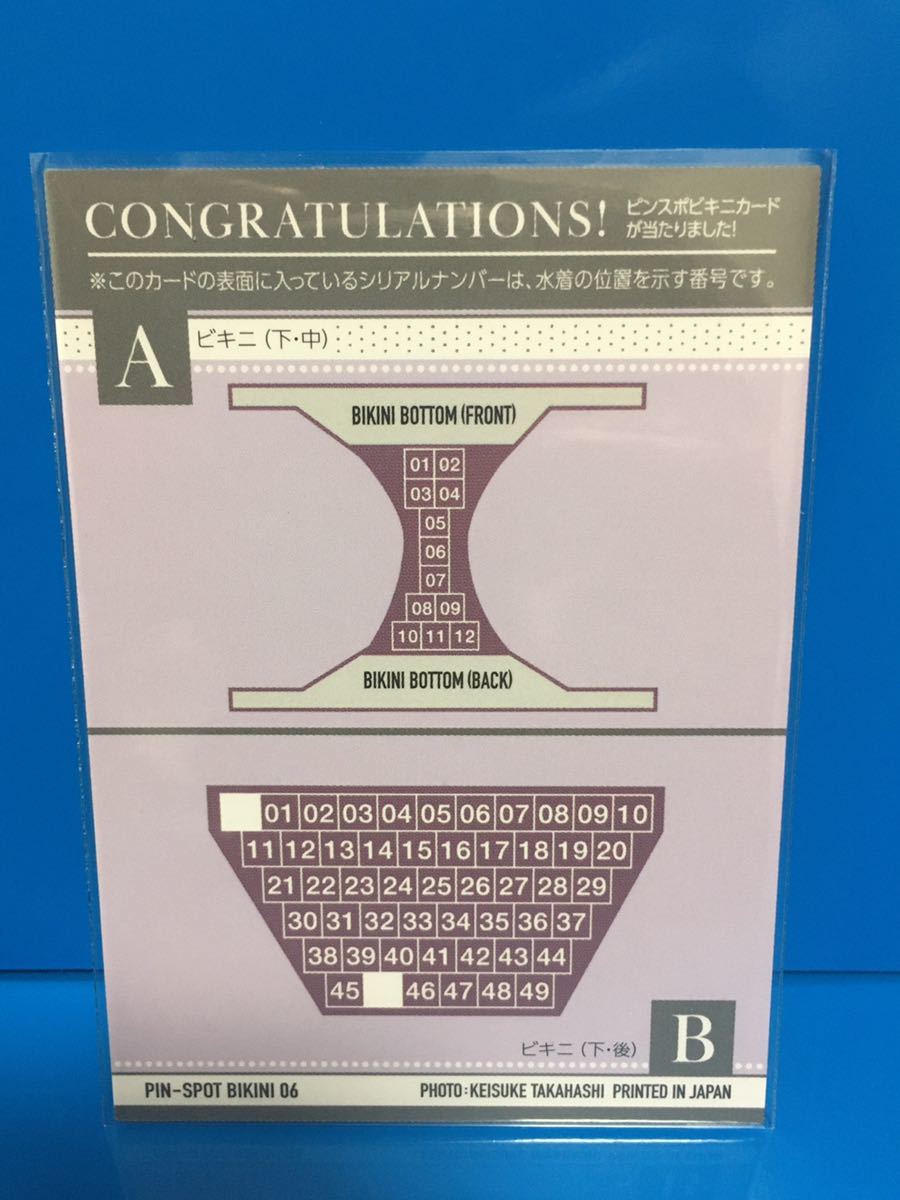 CONGRATULATIONS!
ピンスポビキニカード
が当たりました!
※このカードの表面に入っているシリアルナンバーは、水着の位置を示す番号です。
A
ビキニ (下・中)
BIKINI BOTTOM (FRONT)
01 02
03 04
05
06
07
08 09
10 11 12
BIKINI BOTTOM (BACK)
01 02 03 04 05 06 07 08 09 10
11 12 13 14 15 16 17 18 19 20
21 22 23 24 25 26 27 28 29
30 31 32 33 34 35 36 37
38 39 40 41 42 43 44
45 46 47 48 49
ビキニ (下・後)
B
PIN-SPOT BIKINI 06
PHOTO:KEISUKE TAKAHASHI PRINTED IN JAPAN